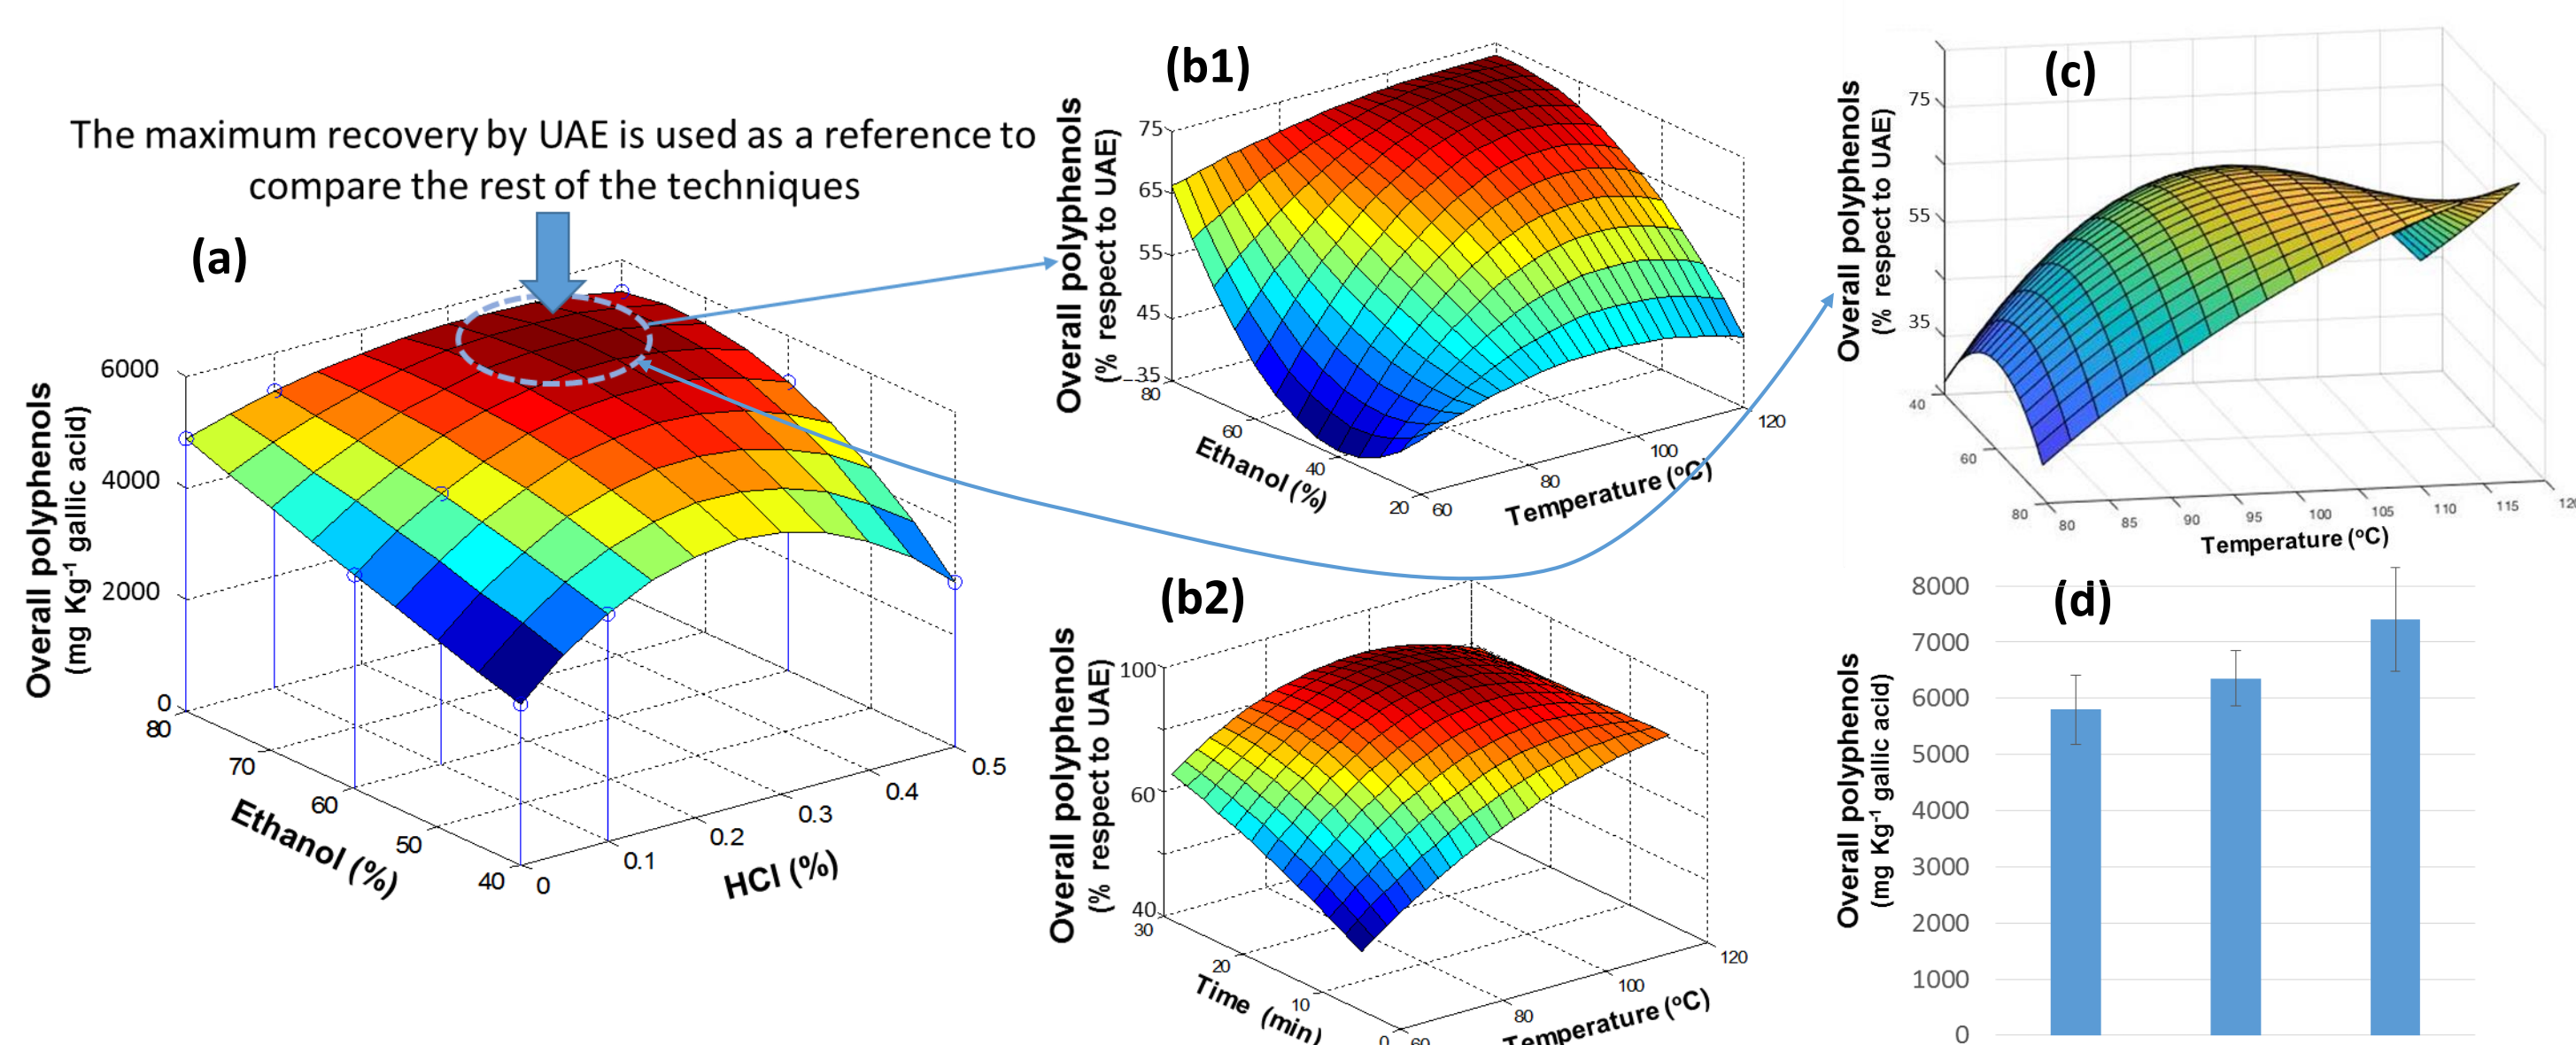 The maximum recovery by UAE is used as a reference to
compare the rest of the techniques
(a)
Overall polyphenols
(mg Kg-1 gallic acid)
6000
4000
2000
0
80
70
60
50
40
Ethanol (%)
0
0.1
0.2
0.3
0.4
0.5
HCl (%)
(b1)
Overall polyphenols
(% respect to UAE)
75
65
55
45
35
80
60
40
20
Ethanol (%)
60
80
100
120
Temperature (ºC)
(b2)
Overall polyphenols
(% respect to UAE)
100
60
40
30
20
10
0
Time (min)
60
80
100
120
Temperature (ºC)
(c)
Overall polyphenols
(% respect to UAE)
75
55
35
40
60
80
80
85
90
95
100
105
110
115
120
Temperature (ºC)
(d)
Overall polyphenols
(mg Kg-1 gallic acid)
8000
7000
6000
5000
4000
3000
2000
1000
0